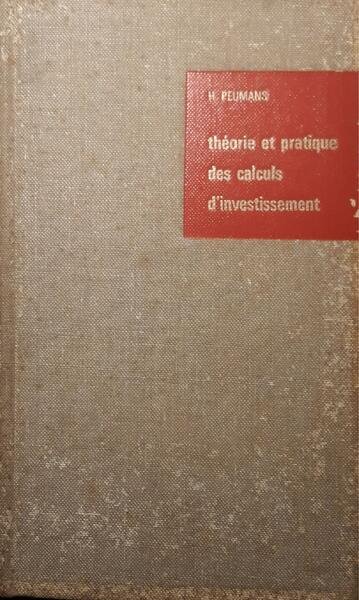 H. PEUMANS
théorie et pratique
des calculs
d'investissement